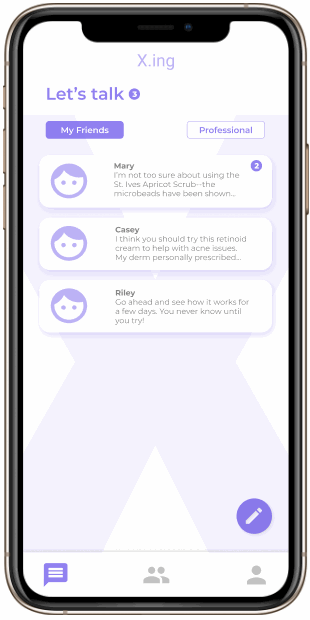 X.ing
Let's talk 3
My Friends
Professional
Mary
2
I'm not too sure about using the
St. Ives Apricot Scrub--the
microbeads have been shown...
Casey
I think you should try this retinoid
cream to help with acne issues.
My derm personally prescribed...
Riley
Go ahead and see how it works for
a few days. You never know until
you try!